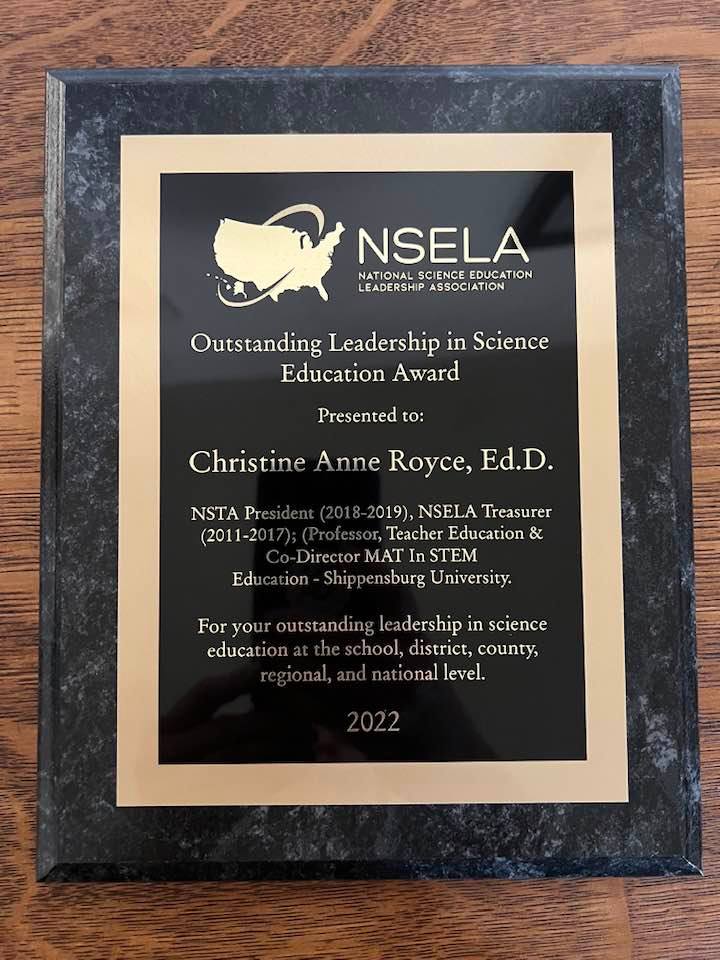 NSELA
NATIONAL SCIENCE EDUCATION
LEADERSHIP ASSOCIATION
Outstanding Leadership in Science
Education Award
Presented to:
Christine Anne Royce, Ed.D.
NSTA President (2018-2019), NSELA Treasurer
(2011-2017); (Professor, Teacher Education &
Co-Director MAT In STEM
Education - Shippensburg University.
For your outstanding leadership in science
education at the school, district, county,
regional, and national level.
2022